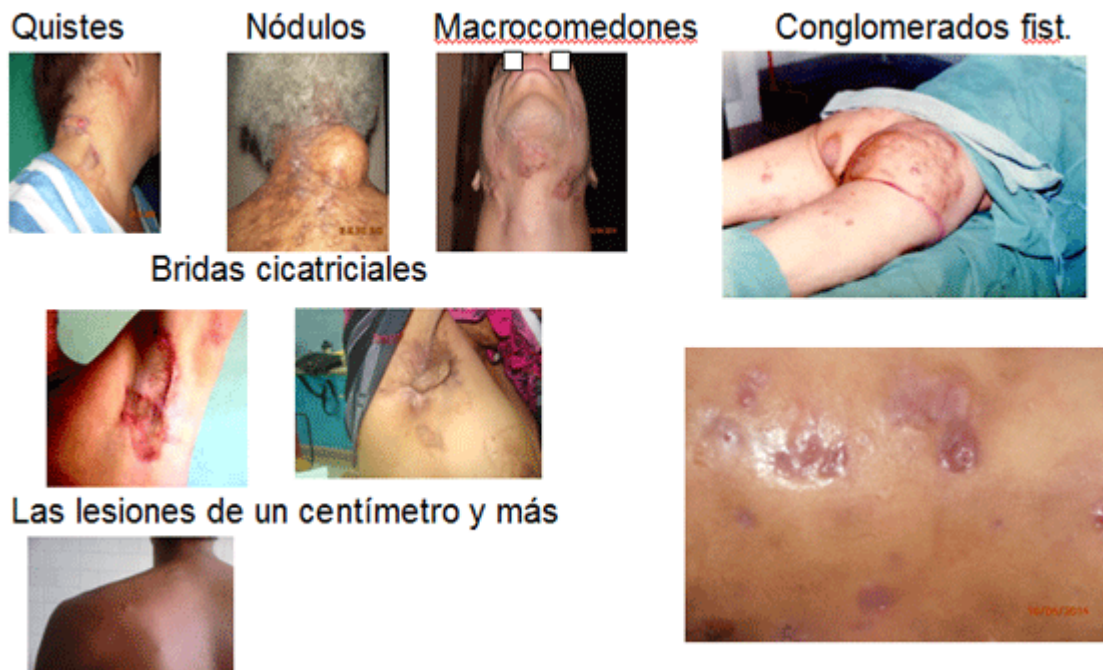 Quistes
Nódulos
Macrocomedones
Conglomerados fist.
Bridas cicatriciales
Las lesiones de un centímetro y más